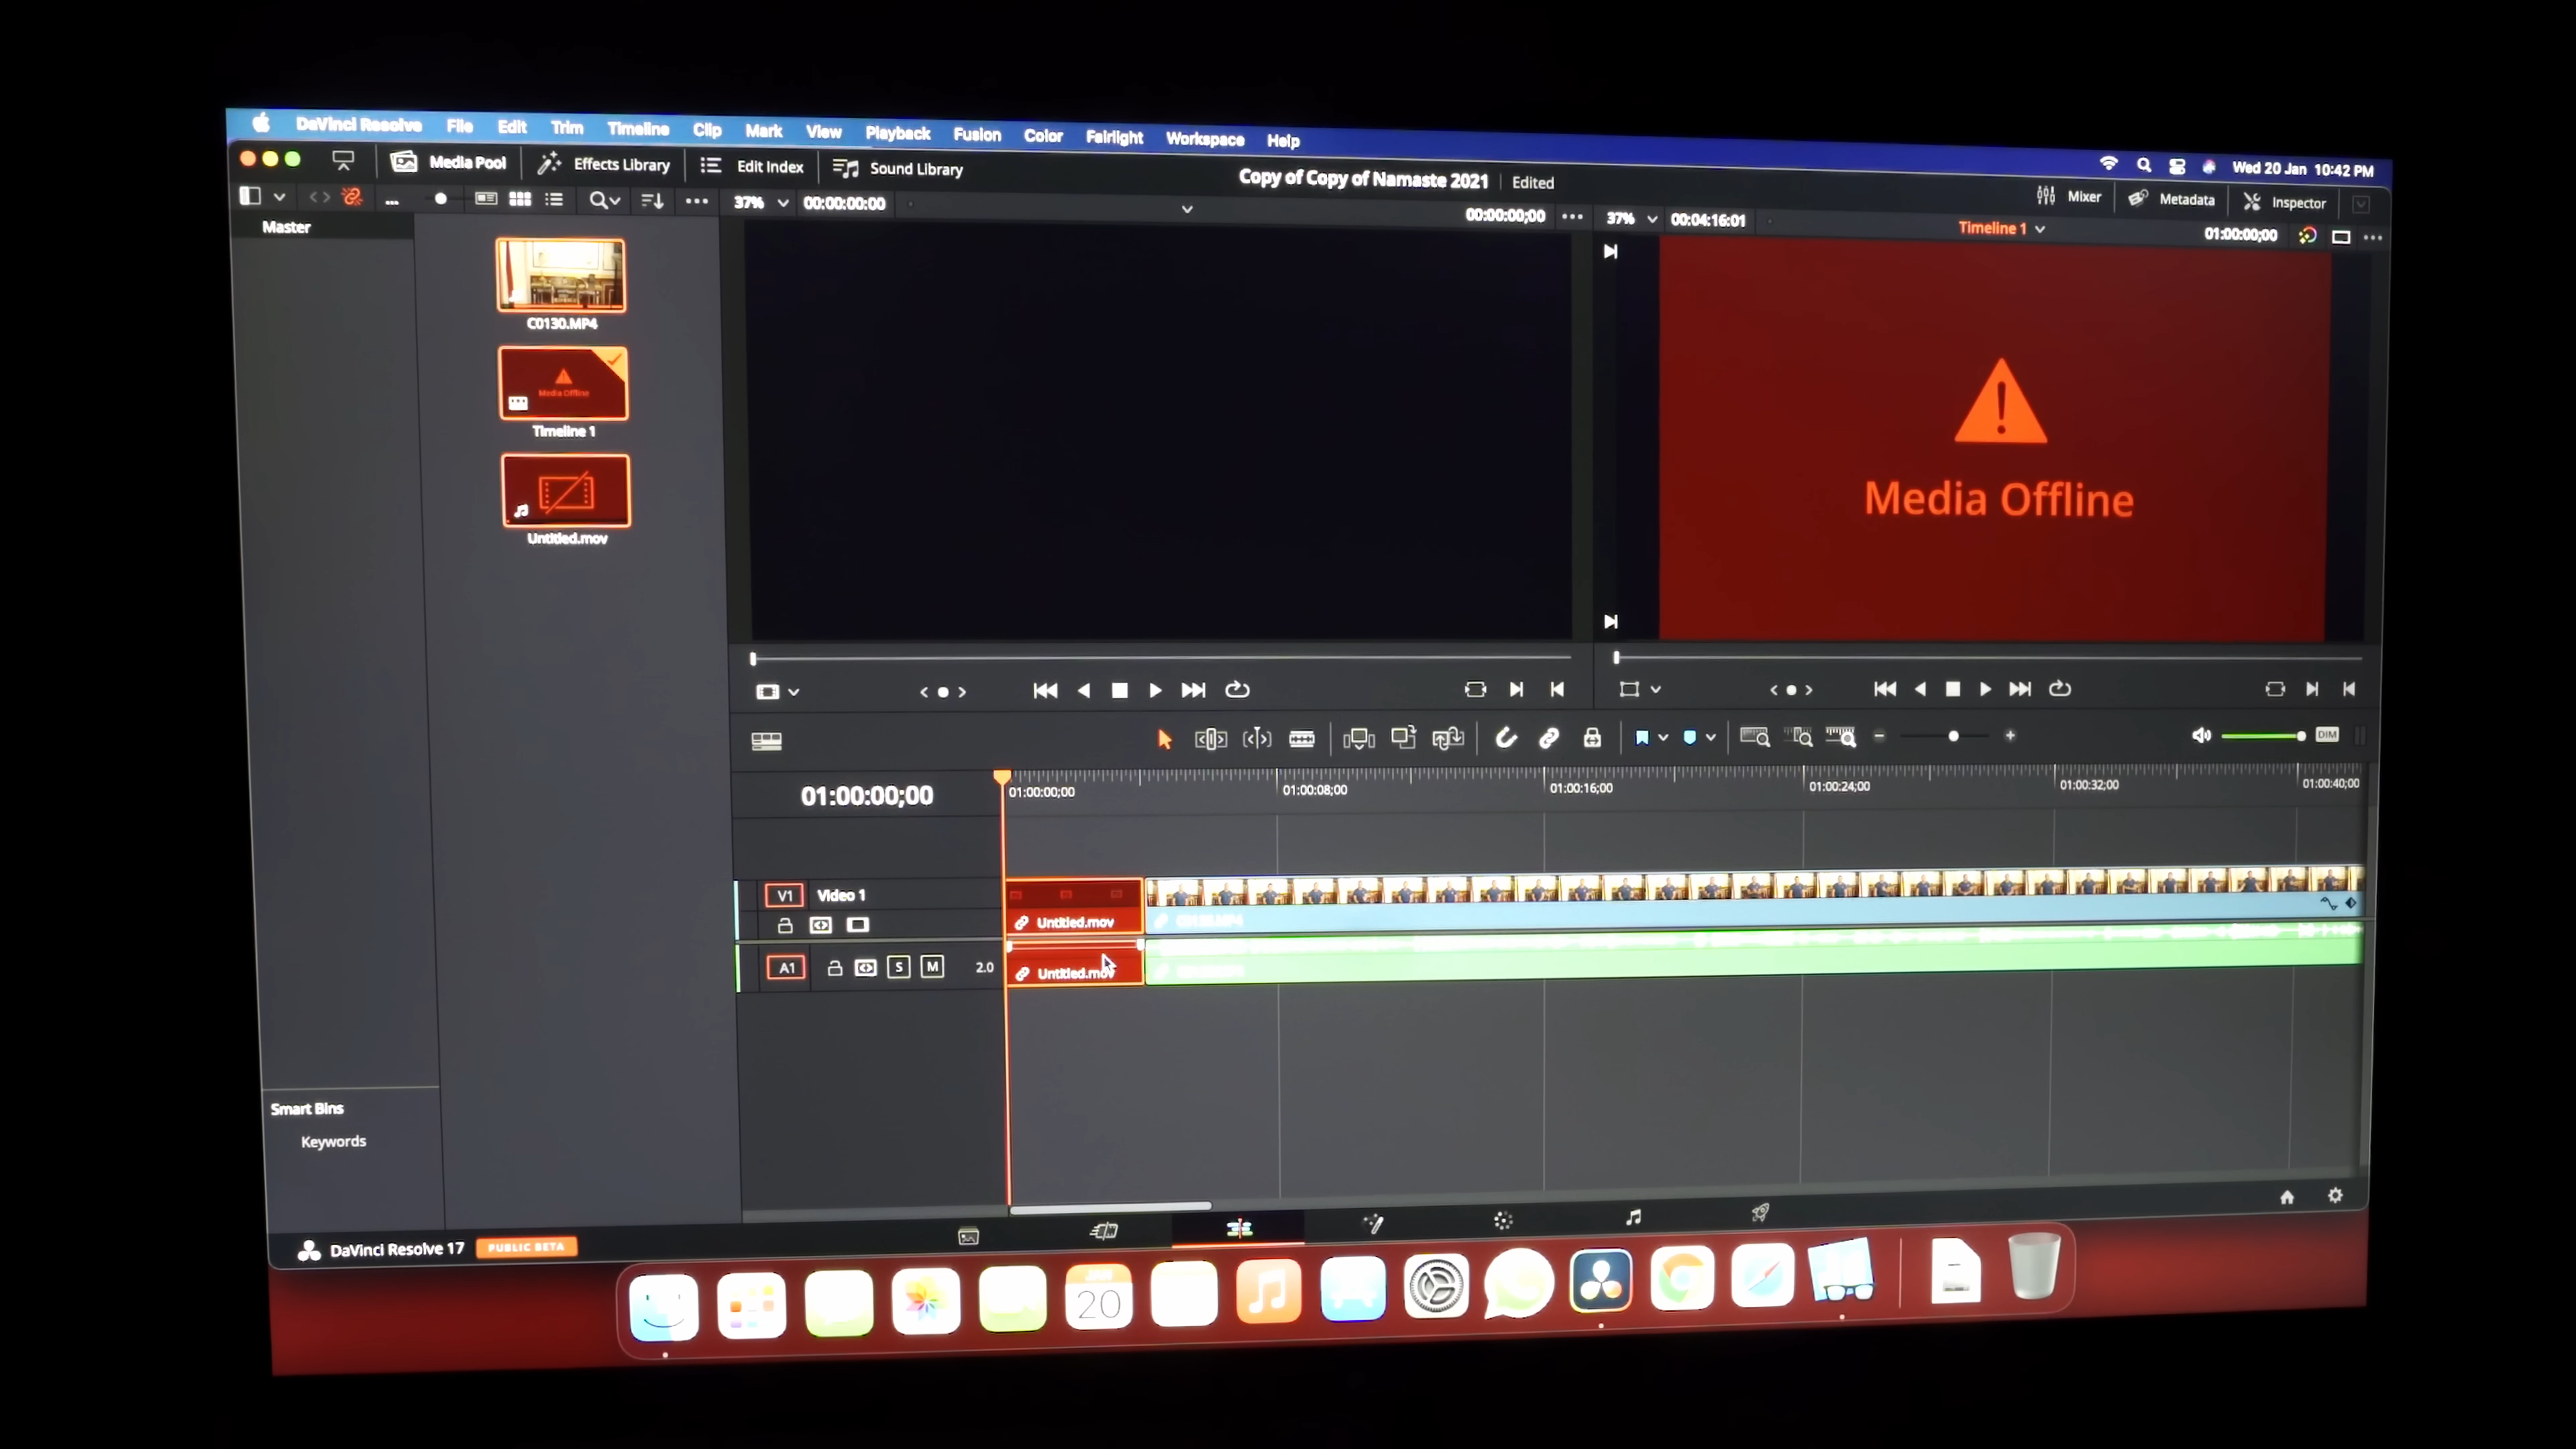 DaVinci Resolve File Edit Trim Timeline Clip Mark View Playback Fusion Color Fairlight Workspace Help
Wed 20 Jan 10:42 PM
Media Pool Effects Library Edit Index Sound Library
Copy of Copy of Namaste 2021 Edited
Mixer Metadata Inspector
37% 00:00:00:00 00:00:00;00
37% 00:04:16:01 Timeline 1 01:00:00;00
Master
C0130.MP4
Media Offline
Timeline 1
Untitled.mov
Media Offline
DIM
01:00:00;00
01:00:00;00 01:00:08;00 01:00:16;00 01:00:24;00 01:00:32;00 01:00:40;00
V1 Video 1
Untitled.mov C0130.MP4
A1 S M 2.0
Untitled.mov
Smart Bins
Keywords
DaVinci Resolve 17 PUBLIC BETA
JAN
20